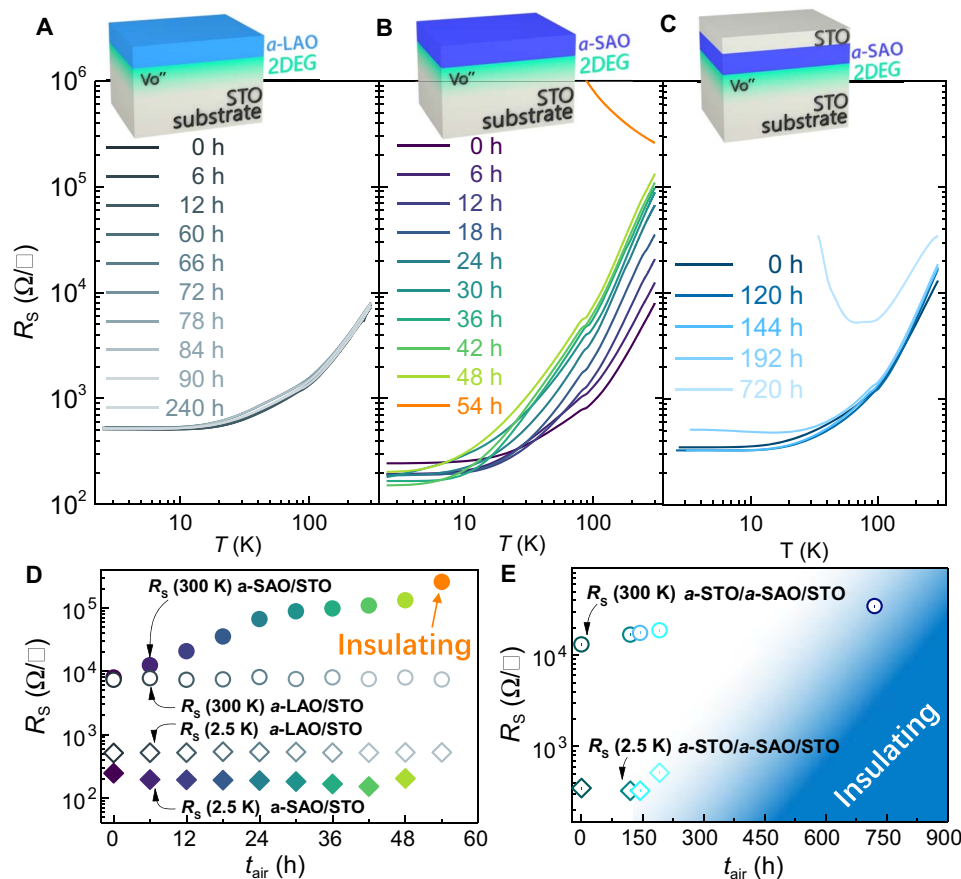 A
a-LAO
2DEG
Vo¨
STO
substrate
B
a-SAO
2DEG
Vo¨
STO
substrate
C
STO
a-SAO
2DEG
Vo¨
STO
substrate
R_S (Ω/□)
10^6
10^5
10^4
10^3
10^2
0 h
6 h
12 h
60 h
66 h
72 h
78 h
84 h
90 h
240 h
10
100
T (K)
0 h
6 h
12 h
18 h
24 h
30 h
36 h
42 h
48 h
54 h
10
100
T (K)
0 h
120 h
144 h
192 h
720 h
10
100
T (K)
D
R_S (Ω/□)
10^5
10^4
10^3
10^2
R_S (300 K) a-SAO/STO
Insulating
R_S (300 K) a-LAO/STO
R_S (2.5 K) a-LAO/STO
R_S (2.5 K) a-SAO/STO
0 12 24 36 48 60
t_air (h)
E
R_S (Ω/□)
10^4
10^3
R_S (300 K) a-STO/a-SAO/STO
R_S (2.5 K) a-STO/a-SAO/STO
Insulating
0 150 300 450 600 750 900
t_air (h)